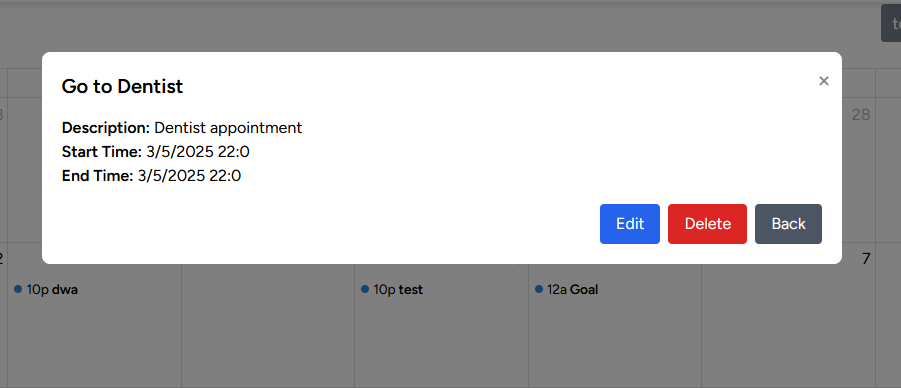 Go to Dentist
×
Description: Dentist appointment
28
Start Time: 3/5/2025 22:0
End Time: 3/5/2025 22:0
Edit Delete Back
7
10p dwa
10p test
12a Goal